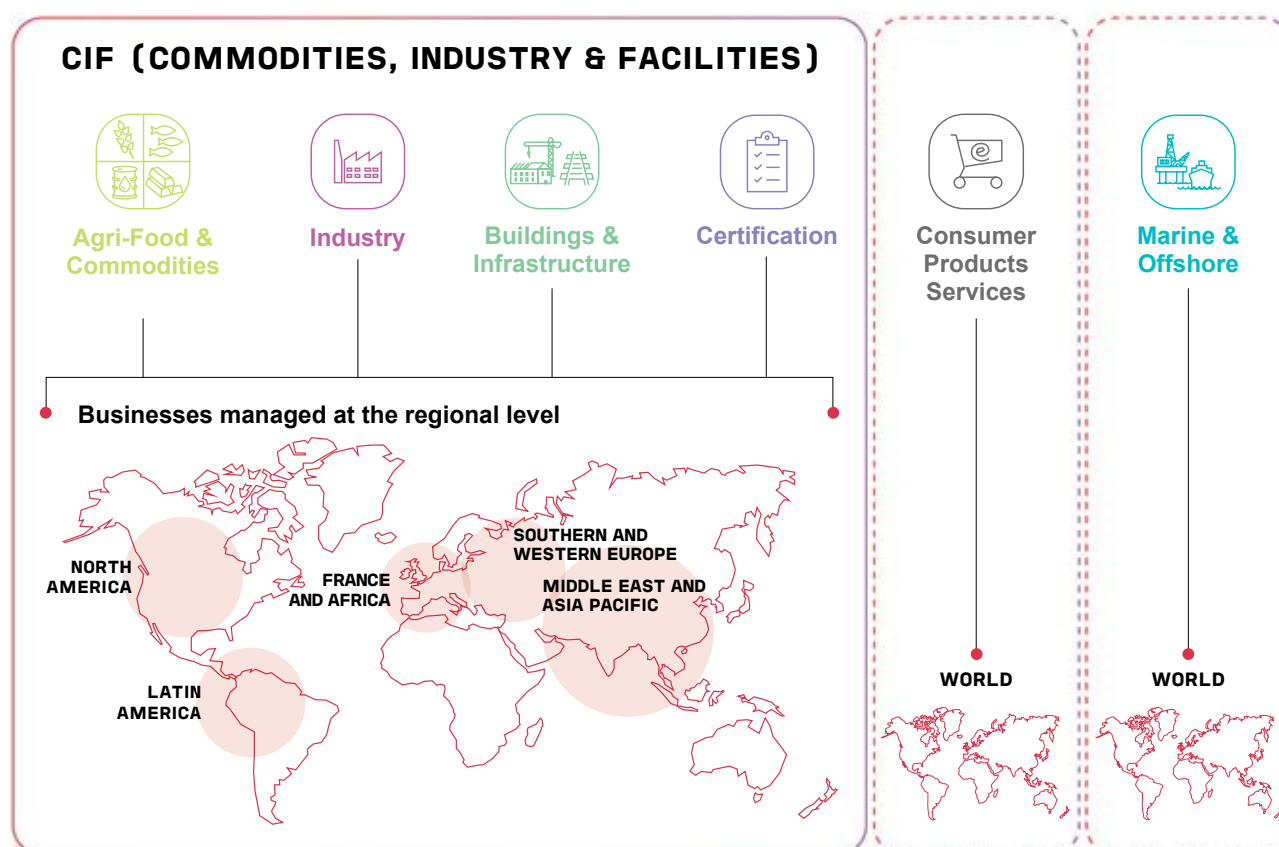 CIF (COMMODITIES, INDUSTRY & FACILITIES)
Agri-Food &
Commodities
Industry
Buildings &
Infrastructure
Certification
Consumer
Products
Services
Marine &
Offshore
Businesses managed at the regional level
NORTH
AMERICA
LATIN
AMERICA
FRANCE
AND AFRICA
SOUTHERN AND
WESTERN EUROPE
MIDDLE EAST AND
ASIA PACIFIC
WORLD
WORLD